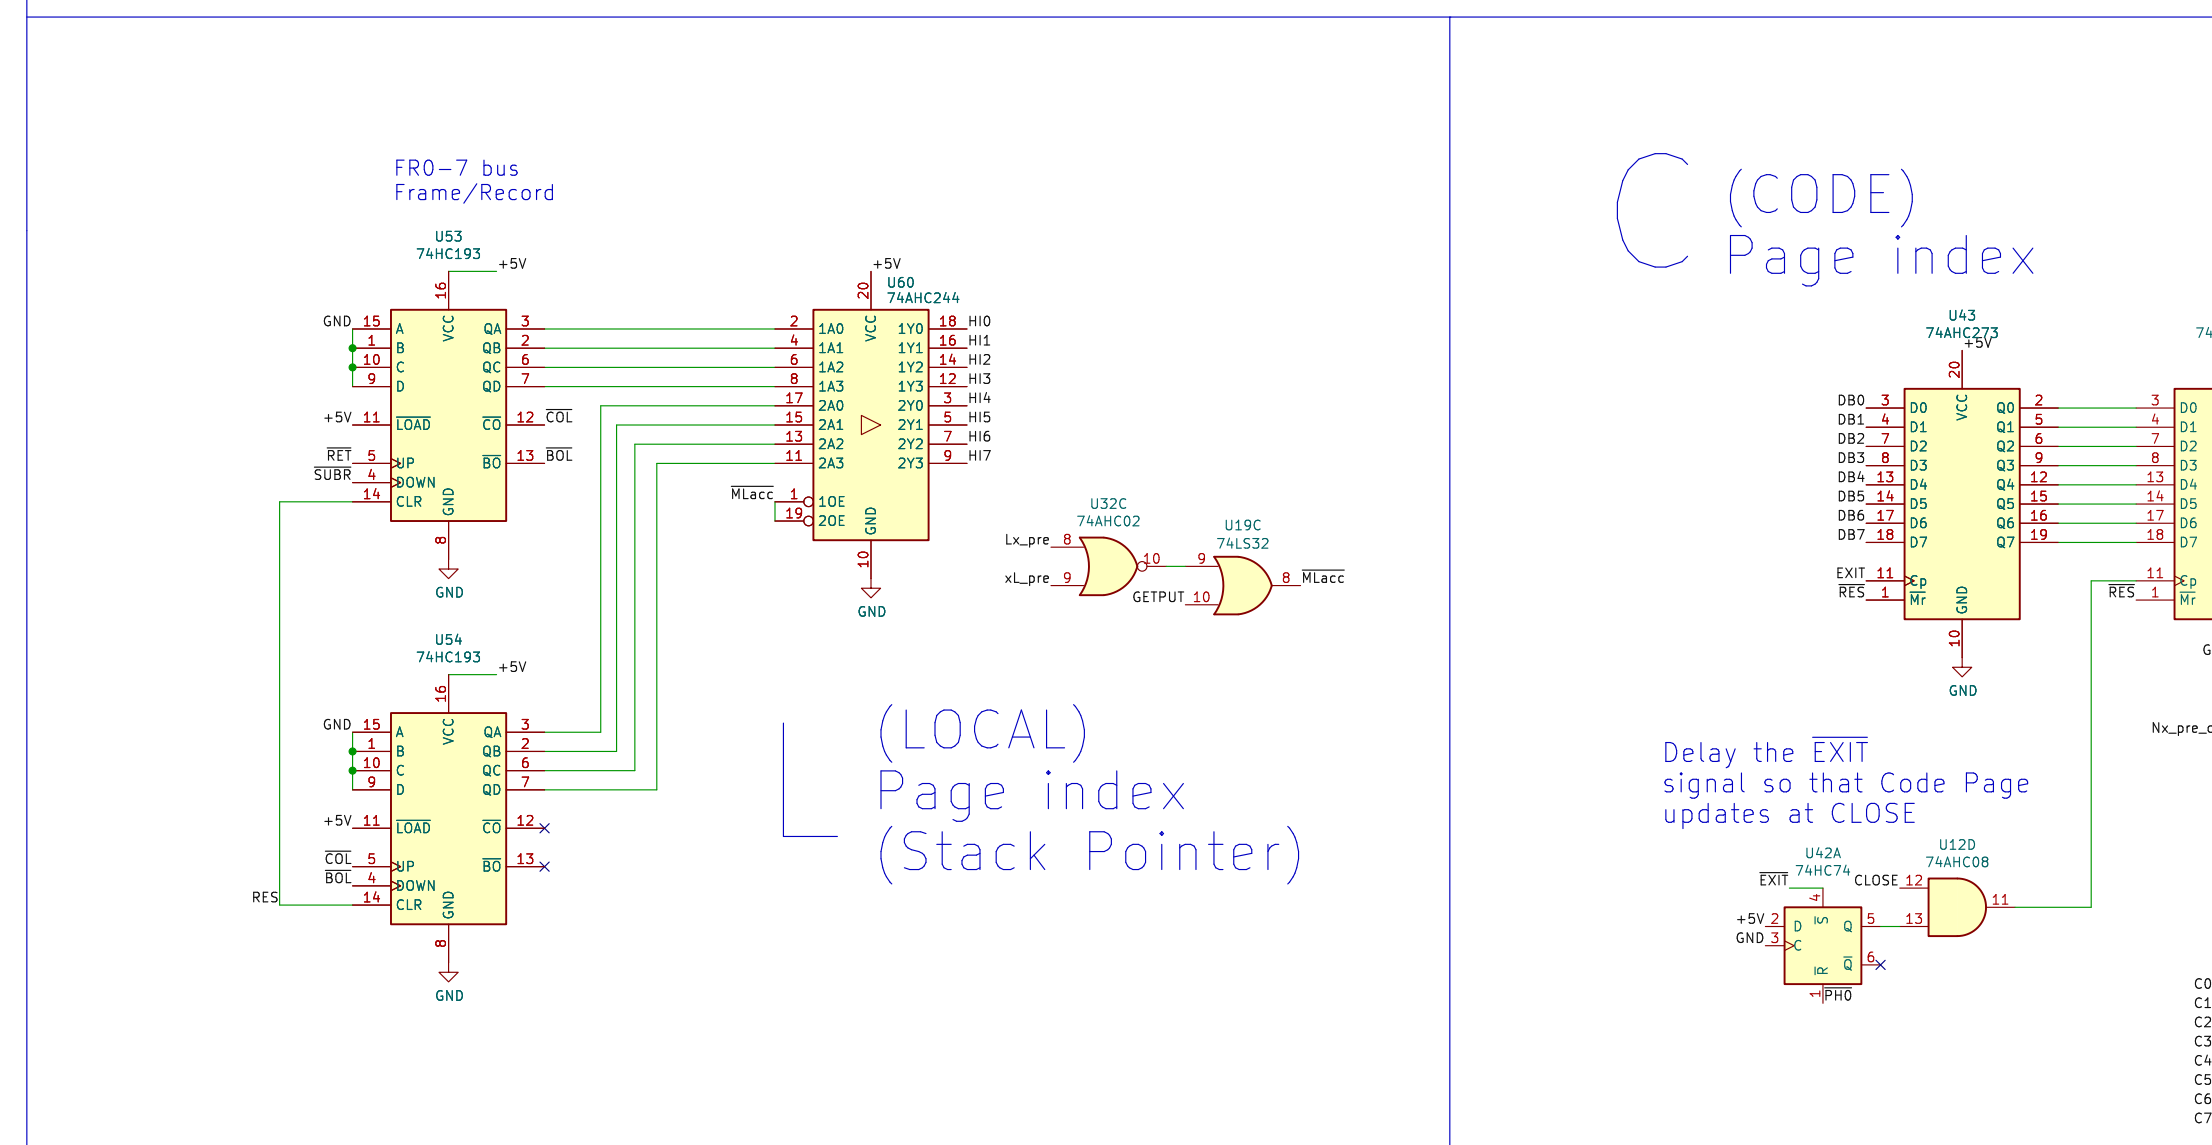 FR0-7 bus
Frame/Record
U53
74HC193
+5V
16
VCC
GND 15 A QA 3
1 B QB 2
10 C QC 6
9 D QD 7
+5V 11 LOAD CO 12 COL
RET 5 UP BO 13 BOL
SUBR 4 DOWN
14 CLR
GND
8
GND
U54
74HC193
+5V
16
VCC
GND 15 A QA 3
1 B QB 2
10 C QC 6
9 D QD 7
+5V 11 LOAD CO 12
COL 5 UP BO 13
BOL 4 DOWN
RES 14 CLR
GND
8
GND
+5V
U60
74AHC244
20
VCC
2 1A0 1Y0 18 HI0
4 1A1 1Y1 16 HI1
6 1A2 1Y2 14 HI2
8 1A3 1Y3 12 HI3
17 2A0 2Y0 3 HI4
15 2A1 2Y1 5 HI5
13 2A2 2Y2 7 HI6
11 2A3 2Y3 9 HI7
MLacc 1 1OE
19 2OE
GND
10
GND
U32C
74AHC02
Lx_pre 8
10
xL_pre 9
U19C
74LS32
9
8 MLacc
GETPUT 10
L
(LOCAL)
Page index
(Stack Pointer)
C
(CODE)
Page index
U43
74AHC273
+5V
20
VCC
DB0 3 D0 Q0 2
DB1 4 D1 Q1 5
DB2 7 D2 Q2 6
DB3 8 D3 Q3 9
DB4 13 D4 Q4 12
DB5 14 D5 Q5 15
DB6 17 D6 Q6 16
DB7 18 D7 Q7 19
EXIT 11 Cp
RES 1 Mr
GND
10
GND
74
3 D0
4 D1
7 D2
8 D3
13 D4
14 D5
17 D6
18 D7
11 Cp
RES 1 Mr
G
Nx_pre_
Delay the EXIT
signal so that Code Page
updates at CLOSE
U42A
74HC74
EXIT
4
+5V 2 D S Q 5
GND 3 C
R Q 6
1 PH0
U12D
74AHC08
CLOSE 12
11
13
C0
C1
C2
C3
C4
C5
C6
C7